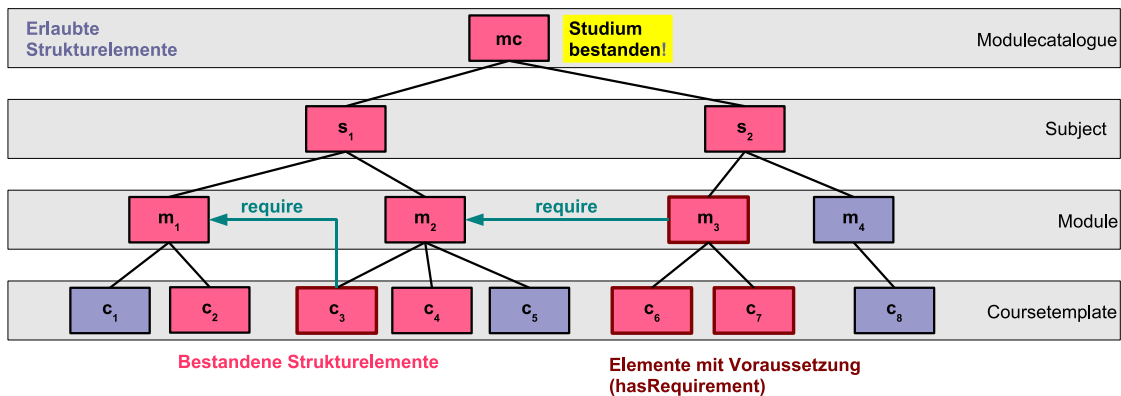 Erlaubte
Strukturelemente
mc
Studium
bestanden!
Modulecatalogue
s₁
s₂
Subject
require
require
m₁
m₂
m₃
m₄
Module
c₁
c₂
c₃
c₄
c₅
c₆
c₇
c₈
Coursetemplate
Bestandene Strukturelemente
Elemente mit Voraussetzung
(hasRequirement)